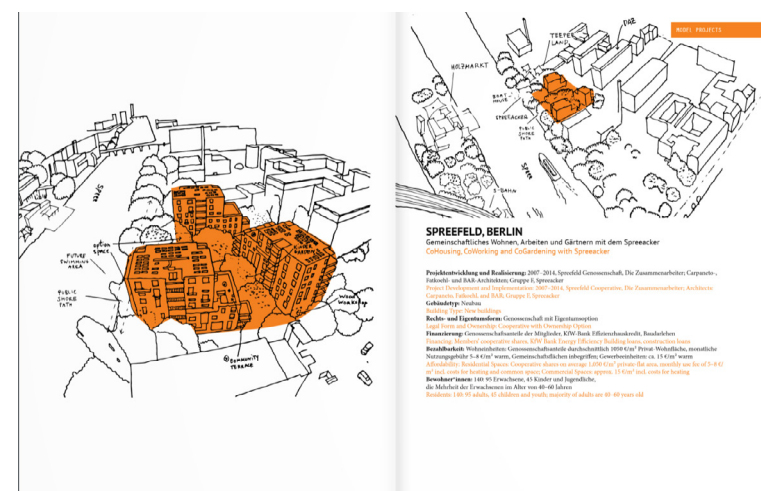 SPREE
option space
FUTURE SWIMMING AREA
PUBLIC SHORE PATH
WOOD WORKSHOP
COMMUNITY TERRACE
MODEL PROJECTS
TEEPEE LAND
DAZ
HOLZMARKT
BOAT HOUSE
SPREEACKER
PUBLIC SHORE PATH
SPREE
S-BAHN
SPREEFELD, BERLIN
Gemeinschaftliches Wohnen, Arbeiten und Gärtnern mit dem Spreeacker
CoHousing, CoWorking and CoGardening with Spreeacker
Projektentwicklung und Realisierung: 2007–2014, Spreefeld Genossenschaft, Die Zusammenarbeiter; Carpaneto-,
Fatkoehl- und BAR-Architekten; Gruppe F, Spreeacker
Project Development and Implementation: 2007–2014, Spreefeld Cooperative, Die Zusammenarbeiter; Architects:
Carpaneto, Fatkoehl, and BAR; Gruppe F, Spreeacker
Gebäudetyp: Neubau
Building Type: New buildings
Rechts- und Eigentumsform: Genossenschaft mit Eigentumsoption
Legal Form and Ownership: Cooperative with Ownership Option
Finanzierung: Genossenschaftsanteile der Mitglieder, KfW-Bank Effizienzhauskredit, Baudarlehen
Financing: Members' cooperative shares, KfW Bank Energy Efficiency Building loans, construction loans
Bezahlbarkeit: Wohneinheiten: Genossenschaftsanteile durchschnittlich 1050 €/m² Privat-Wohnfläche, monatliche
Nutzungsgebühr 5–8 €/m² warm, Gemeinschaftsflächen inbegriffen; Gewerbeeinheiten: ca. 15 €/m² warm
Affordability: Residential Spaces: Cooperative shares on average 1,050 €/m² private flat area, monthly use fee of 5–8 €/
m² incl. costs for heating and common space; Commercial Spaces: approx. 15 €/m² incl. costs for heating
Bewohner*innen: 140: 95 Erwachsene, 45 Kinder und Jugendliche,
die Mehrheit der Erwachsenen im Alter von 40–60 Jahren
Residents: 140: 95 adults, 45 children and youth; majority of adults are 40–60 years old